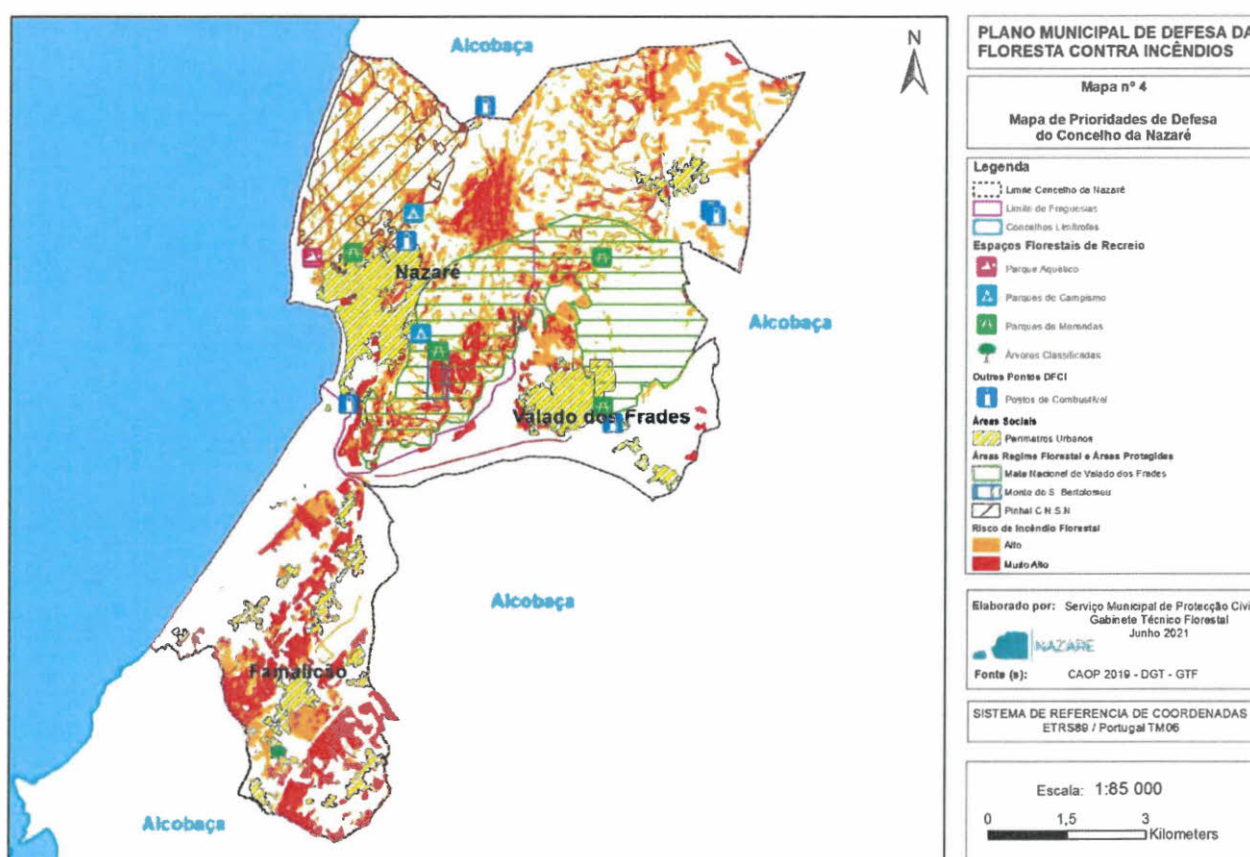 Alcobaça
N
Nazaré
Alcobaça
Valado dos Frades
Alcobaça
Famalicão
Alcobaça
PLANO MUNICIPAL DE DEFESA DA
FLORESTA CONTRA INCÊNDIOS
Mapa nº 4
Mapa de Prioridades de Defesa
do Concelho da Nazaré
Legenda
Limite Concelho da Nazaré
Limite de Freguesias
Concelhos Limítrofes
Espaços Florestais de Recreio
Parque Aquático
Parques de Campismo
Parques de Merendas
Árvores Classificadas
Outros Pontos DFCI
Postos de Combustível
Áreas Sociais
Perímetros Urbanos
Áreas Regime Florestal e Áreas Protegidas
Mata Nacional de Valado dos Frades
Monte de S. Bartolomeu
Pinhal C.N.S.N
Risco de Incêndio Florestal
Alto
Muito Alto
Elaborado por: Serviço Municipal de Protecção Civi
Gabinete Técnico Florestal
Junho 2021
NAZARÉ
Fonte (s): CAOP 2019 - DGT - GTF
SISTEMA DE REFERENCIA DE COORDENADAS
ETRS89 / Portugal TM06
Escala: 1:85 000
0 1,5 3
Kilometers